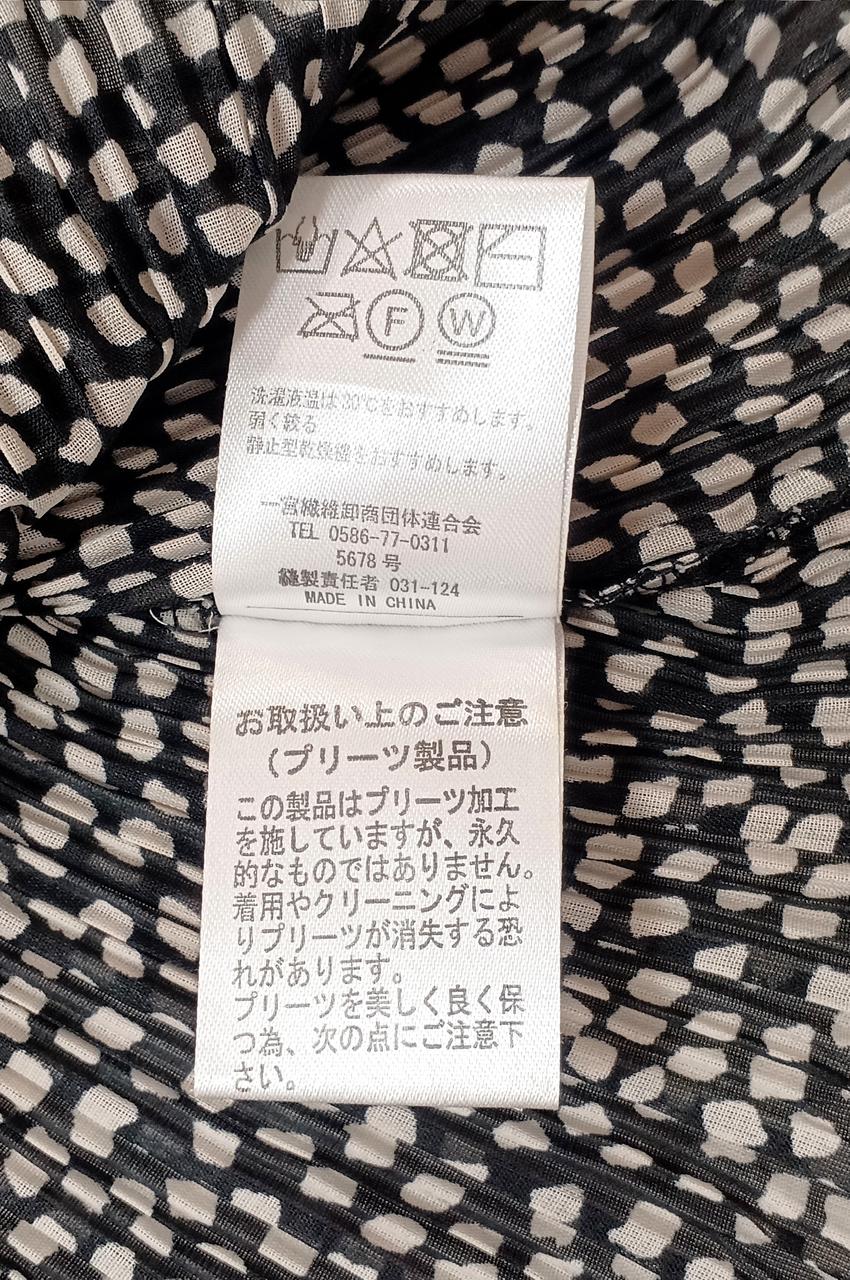 F W
洗濯液温は30℃をおすすめします。
弱く絞る
静止型乾燥機をおすすめします。
一宮繊維卸商団体連合会
TEL 0586-77-0311
5678 号
縫製責任者 031-124
MADE IN CHINA
お取扱い上のご注意
(プリーツ製品)
この製品はプリーツ加工
を施していますが、永久
的なものではありません。
着用やクリーニングによ
りプリーツが消失する恐
れがあります。
プリーツを美しく良く保
つ為、次の点にご注意下
さい。